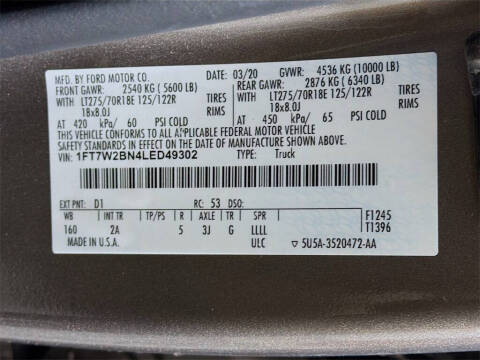 MFD. BY FORD MOTOR CO.
DATE: 03/20 GVWR: 4536 KG (10000 LB)
FRONT GAWR: 2540 KG (5600 LB) REAR GAWR: 2876 KG (6340 LB)
WITH LT275/70R18E 125/122R TIRES WITH LT275/70R18E 125/122R TIRES
18x8.0J RIMS 18x8.0J RIMS
AT 420 kPa/ 60 PSI COLD AT 450 kPa/ 65 PSI COLD
THIS VEHICLE CONFORMS TO ALL APPLICABLE FEDERAL MOTOR VEHICLE SAFETY
STANDARDS IN EFFECT ON THE DATE OF MANUFACTURE SHOWN ABOVE.
VIN: 1FT7W2BN4LED49302 TYPE: Truck
EXT PNT: D1 RC: 53 DSO: F1245
WB INT TR TP/PS R AXLE TR SPR T1396
160 2A 5 3J G LLLL
MADE IN U.S.A. ULC 5U5A-3520472-AA